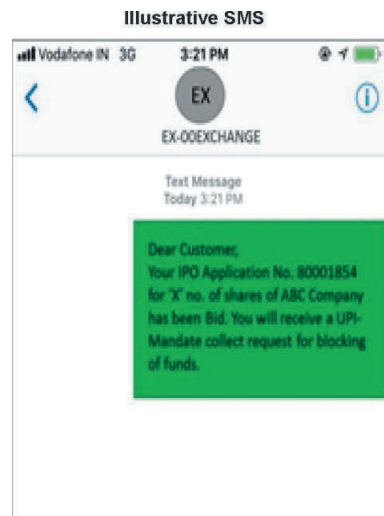 Illustrative SMS
Vodafone IN 3G 3:21 PM
EX
EX-OOEXCHANGE
Text Message
Today 3:21 PM
Dear Customer,
Your IPO Application No. 80001854
for 'X' no. of shares of ABC Company
has been Bid. You will receive a UPI-
Mandate collect request for blocking
of funds.